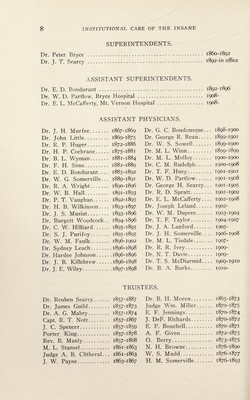 8 INSTITUTIONAL CARE OF THE INSANE
SUPERINTENDENTS.
Dr. Peter Bryce 1860-1892
Dr. J. T. Searcy 1892-in office
ASSISTANT SUPERINTENDENTS.
Dr. E. D. Bondurant 1892-1896
Dr. W. D. Partlow, Bryce Hospital 1908-
Dr. E. L. McCafferty, Mt. Vernon Hospital 1908-
ASSISTANT PHYSICIANS.
Dr. J. H. Murfee 1867-1869
Dr. John Little 1869-1875
Dr. R. P. Huger 1872-1886
Dr. H. P. Cochrane 1875-1881
Dr. B. L. Wyman 1881-1884
Dr. F. H. Sims 1882-1889
Dr. E. D. Bondurant 1885-1892
Dr. W. G. Somerville 1889-1891
Dr. R. A. Wright 1890-1896
Dr. W. B. Hall 1891-1893
Dr. P. T. Vaughan 1892-1895
Dr. H. B. Wilkinson 1893-1897
Dr. J. S. Musiat 1893-1896
Dr. Burgett Woodcock 1894-1896
Dr. C. W. Hilliard 1895-1895
Dr. S. J. Purifoy 1895-1895
Dr. W. M. Faulk 1896-1902
Dr. Sydney Leach 1896-1898
Dr. Hardee Johnson 1896-1896
Dr. J. B. Killebrew 1896-1898
Dr. J. E. Wiley 1897-1898
Dr. G. C. Boudousque 1898-1900
Dr. George R. Reau 1899-1901
Dr. W. S. Sowell 1899-1900
Dr. M. L. Winn 1899-1899
Dr. M. L. Molloy 1900-1900
Dr. C. M. Rudolph 1900-1908
Dr. T. F. Huey 1901-1901
Dr. W. D. Partlow 1901-1908
Dr. George H. Searcy 1901-1905
Dr. R. D. Spratt 1901-1902
Dr. E. L. McCafferty 1902-1908
Dr. Joseph Leland 1902-
Dr. W. M. Dupree 1903-1904
Dr. T. F. Taylor 1904-1907
Dr. J. A. Lanford 1905-
Dr. J. H. Somerville 1906-1908
Dr. M. L. Tisdale 1907-
Dr. R. R. Ivey 1909-
Dr. N. T. Davie 1909-
Dr. T. S. McDiarmid 1909-1910
Dr. B. A. Burks 1910-
TRUSTEES.
Dr. Reuben Searcy 1857-1887
Dr. James Guild 1857-1873
Dr. A. G. Mabry 1857-1874
Capt. R. T. Nott 1857-1867
J. C. Spencer 1857-1859
Porter King 1857-1878
Rev. B. Manly 1857-1868
M. L. Stansel 1861-1863
Judge A. B. Clitheral 1861-1863
J. W. Payne 1863-1867
Dr. B. H. Moren 1865-1873
Judge Wm. Miller 1870-1873
E. F. Jennings 1870-1874
J. DeF. Richards 1870-1872
E. F. Bouchell 1870-1871
A. F. Given 1872-1873
O. Berry 1873-1875
N. H. Browne 1876-1890
W. S. Mudd 1876-1877
H. M. Somerville 1876-1893